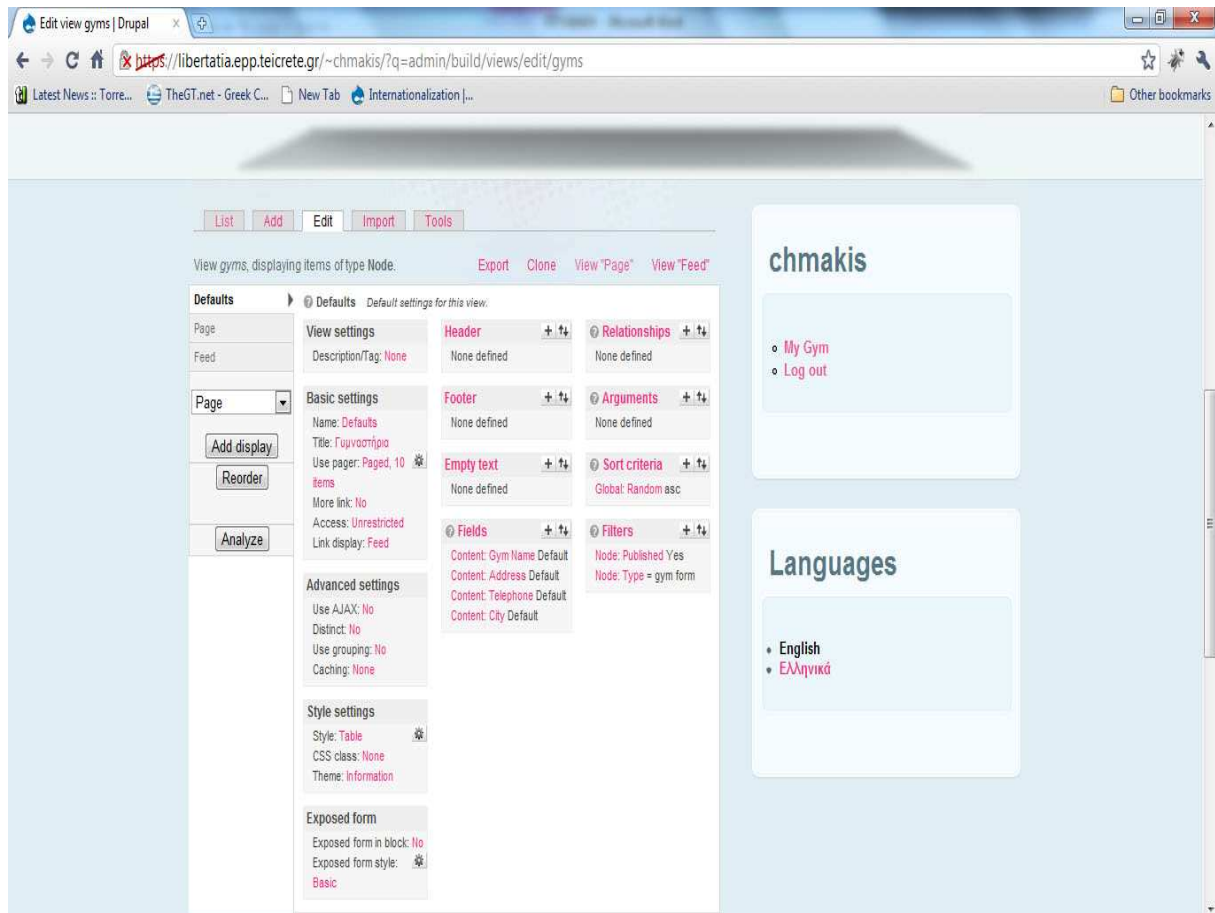 Edit view gyms | Drupal
https://libertatia.epp.teicrete.gr/~chmakis/?q=admin/build/views/edit/gyms
Latest News :: Torre... TheGT.net - Greek C... New Tab Internationalization |... Other bookmarks
List Add Edit Import Tools
View gyms, displaying items of type Node. Export Clone View "Page" View "Feed"
Defaults
Page
Feed
Page
Add display
Reorder
Analyze
Defaults Default settings for this view.
View settings
Description/Tag: None
Basic settings
Name: Defaults
Title: Γυμναστήρια
Use pager: Paged, 10
items
More link: No
Access: Unrestricted
Link display: Feed
Advanced settings
Use AJAX: No
Distinct: No
Use grouping: No
Caching: None
Style settings
Style: Table
CSS class: None
Theme: Information
Exposed form
Exposed form in block: No
Exposed form style:
Basic
Header
None defined
Footer
None defined
Empty text
None defined
Fields
Content: Gym Name Default
Content: Address Default
Content: Telephone Default
Content: City Default
Relationships
None defined
Arguments
None defined
Sort criteria
Global: Random asc
Filters
Node: Published Yes
Node: Type = gym form
chmakis
My Gym
Log out
Languages
English
Ελληνικά